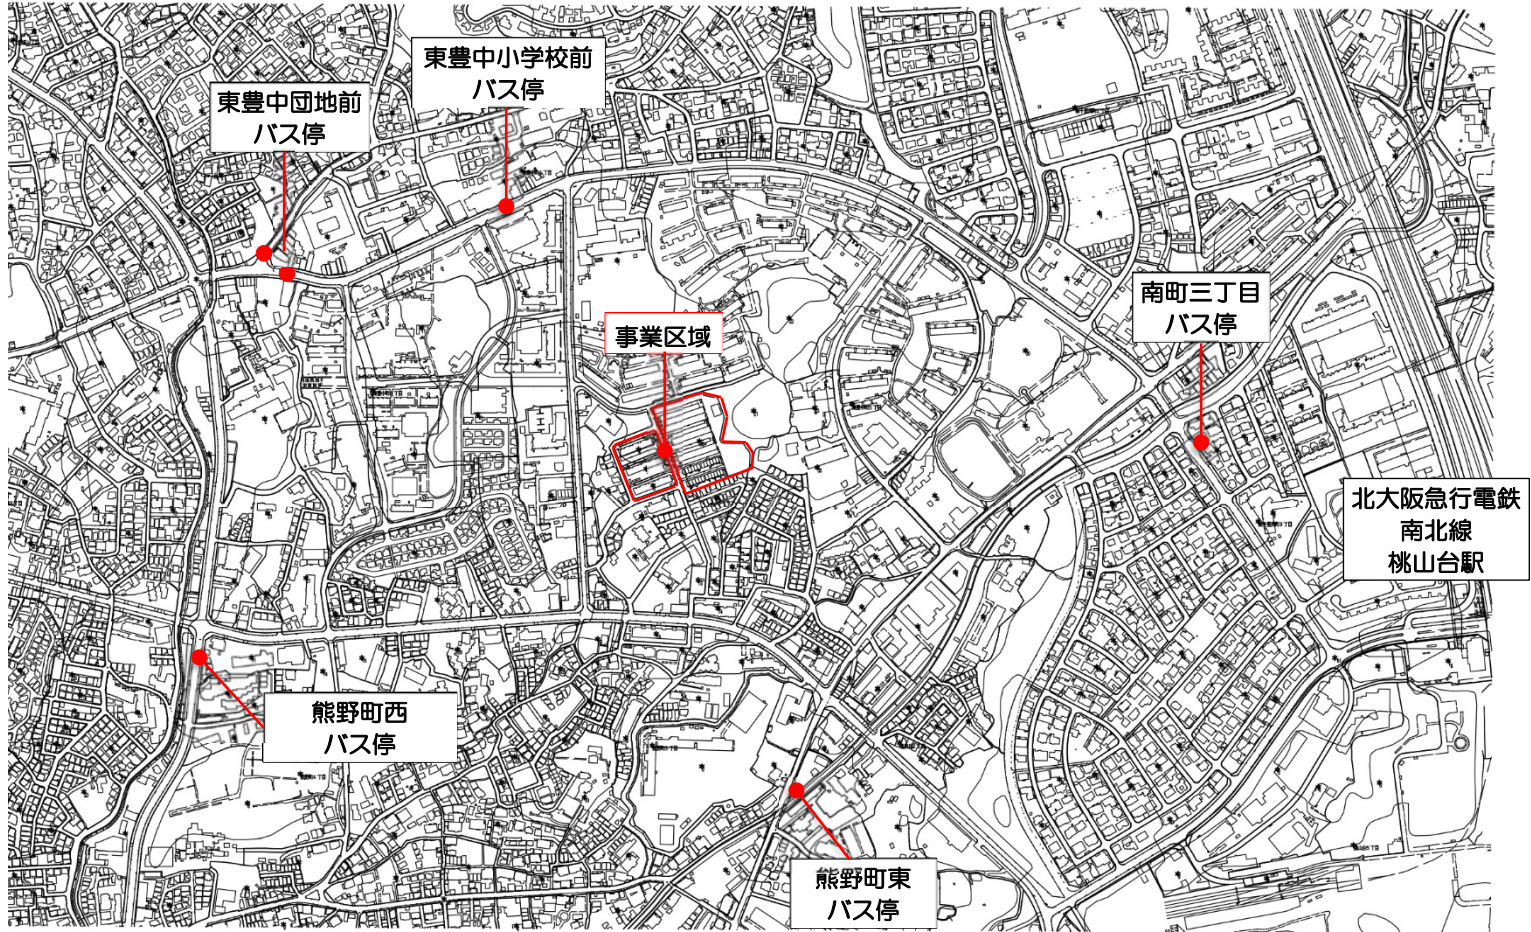 東豊中小学校前
バス停
東豊中団地前
バス停
南町三丁目
バス停
事業区域
北大阪急行電鉄
南北線
桃山台駅
熊野町西
バス停
熊野町東
バス停